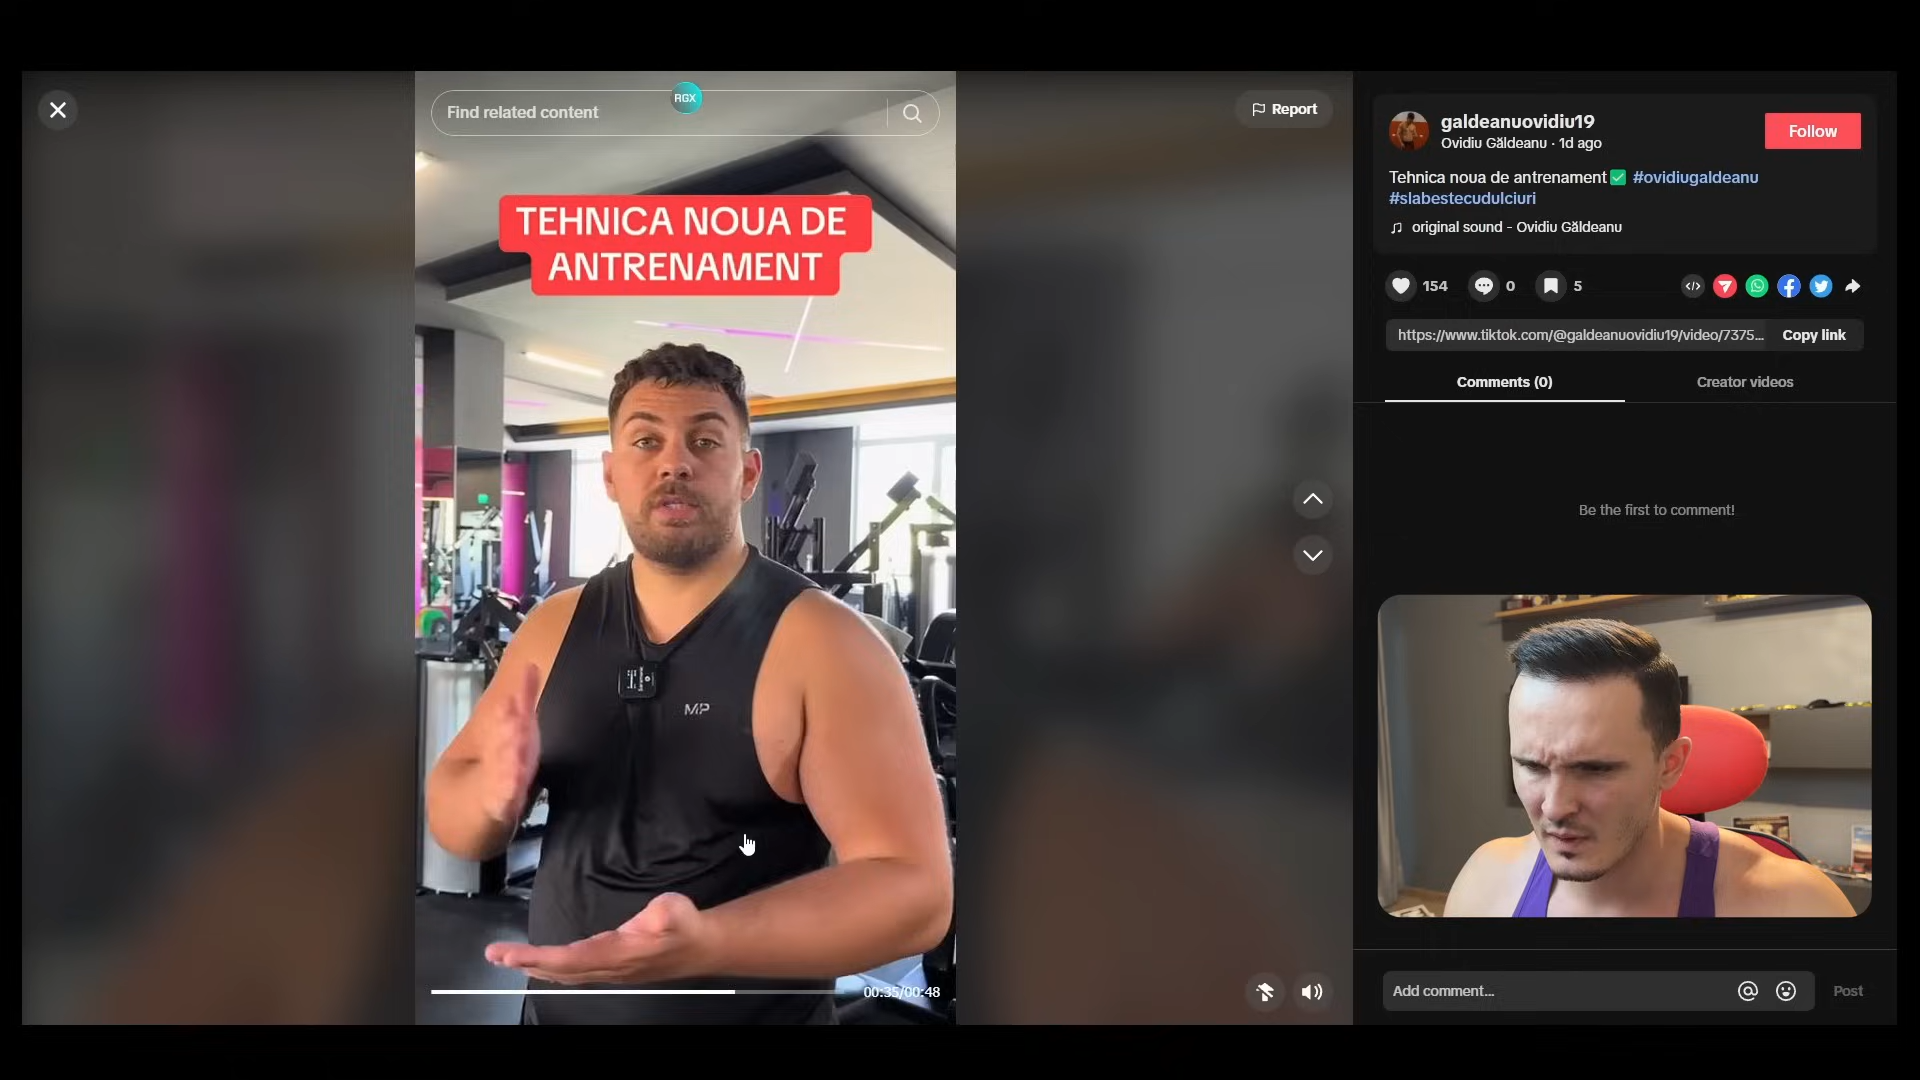 Find related content
RGX
Report
TEHNICA NOUA DE
ANTRENAMENT
MP
00:35/00:48
galdeanuovidiu19
Ovidiu Găldeanu · 1d ago
Follow
Tehnica noua de antrenament✅ #ovidiugaldeanu
#slabestecudulciuri
original sound - Ovidiu Găldeanu
154
0
5
https://www.tiktok.com/@galdeanuovidiu19/video/7375...
Copy link
Comments (0)
Creator videos
Be the first to comment!
Add comment...
Post